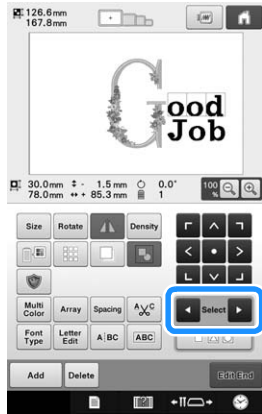 126.6mm
167.8mm
Good
Job
30.0mm - 1.5mm 0.0°
78.0mm + 85.3mm 1
100
%
Size Rotate Density
Multi Color Array Spacing
Font Type Letter Edit A BC ABC
Select
Add Delete Edit End